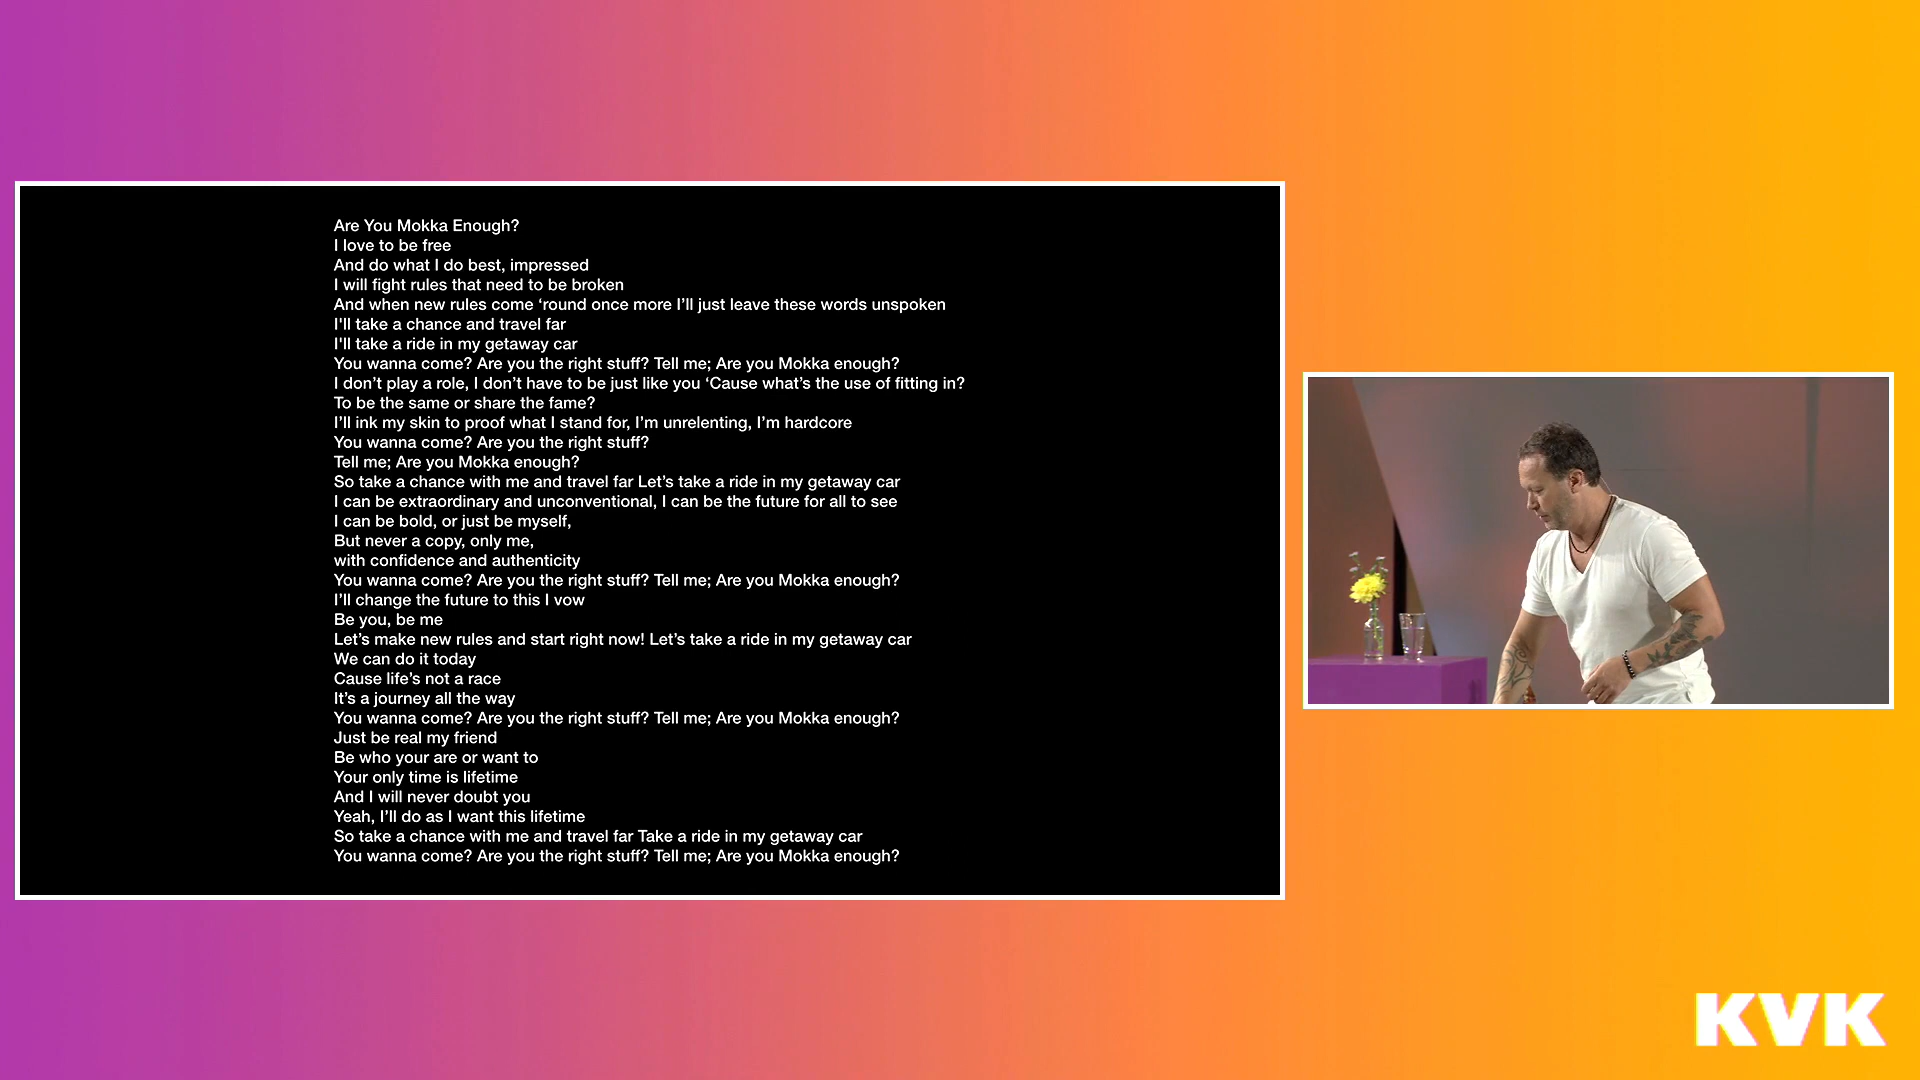 Are You Mokka Enough?
I love to be free
And do what I do best, impressed
I will fight rules that need to be broken
And when new rules come ‘round once more I’ll just leave these words unspoken
I'll take a chance and travel far
I'll take a ride in my getaway car
You wanna come? Are you the right stuff? Tell me; Are you Mokka enough?
I don’t play a role, I don’t have to be just like you ‘Cause what’s the use of fitting in?
To be the same or share the fame?
I’ll ink my skin to proof what I stand for, I’m unrelenting, I’m hardcore
You wanna come? Are you the right stuff?
Tell me; Are you Mokka enough?
So take a chance with me and travel far Let’s take a ride in my getaway car
I can be extraordinary and unconventional, I can be the future for all to see
I can be bold, or just be myself,
But never a copy, only me,
with confidence and authenticity
You wanna come? Are you the right stuff? Tell me; Are you Mokka enough?
I’ll change the future to this I vow
Be you, be me
Let’s make new rules and start right now! Let’s take a ride in my getaway car
We can do it today
Cause life’s not a race
It’s a journey all the way
You wanna come? Are you the right stuff? Tell me; Are you Mokka enough?
Just be real my friend
Be who your are or want to
Your only time is lifetime
And I will never doubt you
Yeah, I’ll do as I want this lifetime
So take a chance with me and travel far Take a ride in my getaway car
You wanna come? Are you the right stuff? Tell me; Are you Mokka enough?
KVK